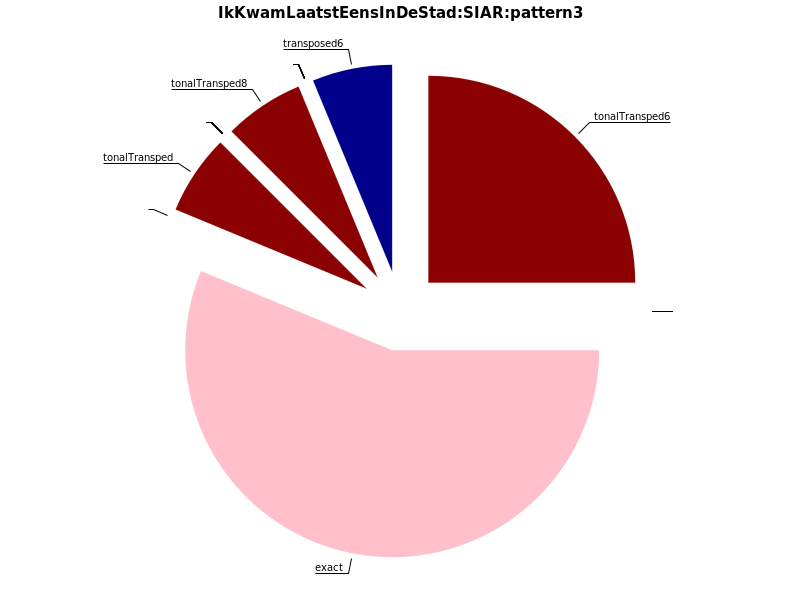 IkKwamLaatstEensInDeStad:SIAR:pattern3
transposed6
tonalTransped8
tonalTransped6
tonalTransped
exact